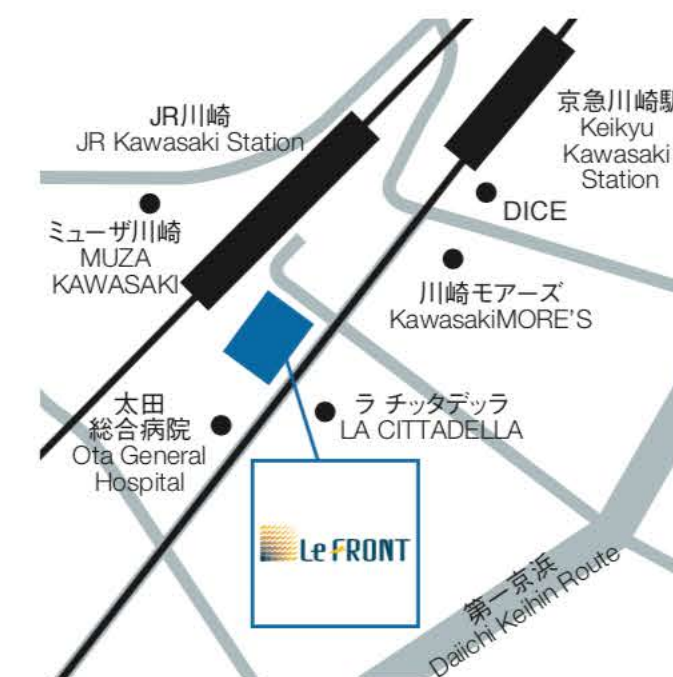 JR川崎
JR Kawasaki Station
京急川崎駅
Keikyu
Kawasaki
Station
DICE
ミューザ川崎
MUZA
KAWASAKI
川崎モアーズ
KawasakiMORE'S
太田
総合病院
Ota General
Hospital
ラ チッタデッラ
LA CITTADELLA
Le FRONT
第一京浜
Daiichi Keihin Route